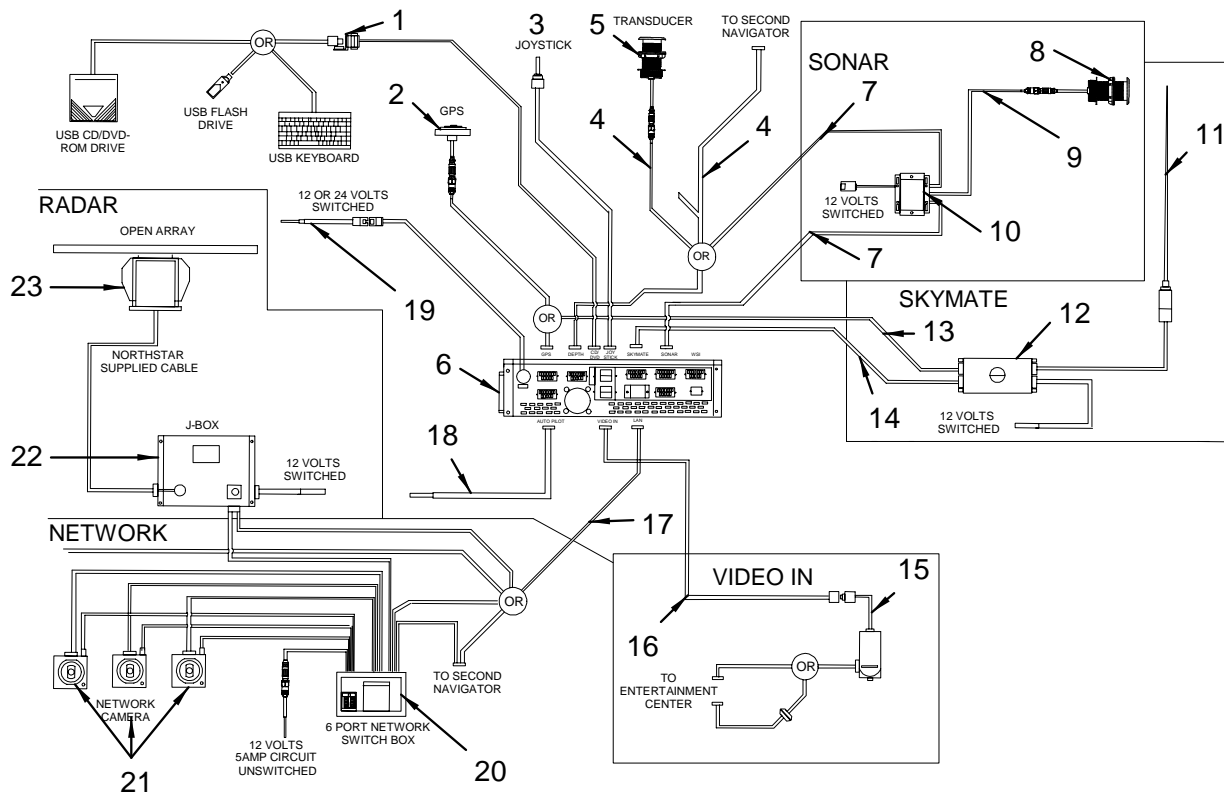 1
3
JOYSTICK
5
TRANSDUCER
TO SECOND
NAVIGATOR
SONAR
8
OR
USB CD/DVD-
ROM DRIVE
USB FLASH
DRIVE
USB KEYBOARD
2
GPS
4
4
7
9
11
12 VOLTS
SWITCHED
10
7
RADAR
OPEN ARRAY
12 OR 24 VOLTS
SWITCHED
19
OR
23
NORTHSTAR
SUPPLIED CABLE
OR
SKYMATE
13
12
14
12 VOLTS
SWITCHED
6
GPS
DEPTH
CD/
DVD
JOY
STICK
SKYMATE
SONAR
WSI
AUTO PILOT
VIDEO IN
LAN
J-BOX
22
12 VOLTS
SWITCHED
18
17
NETWORK
OR
VIDEO IN
15
16
OR
TO
ENTERTAINMENT
CENTER
TO SECOND
NAVIGATOR
NETWORK
CAMERA
21
12 VOLTS
5AMP CIRCUIT
UNSWITCHED
6 PORT NETWORK
SWITCH BOX
20